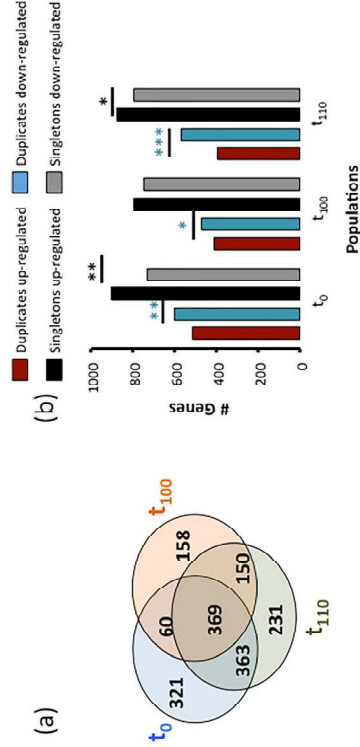 (a)
t0
t100
321
60
158
369
363
150
231
t110
(b)
Duplicates up-regulated
Duplicates down-regulated
Singletons up-regulated
Singletons down-regulated
# Genes
1000
800
600
400
200
0
**
**
*
***
*
t0
t100
t110
Populations